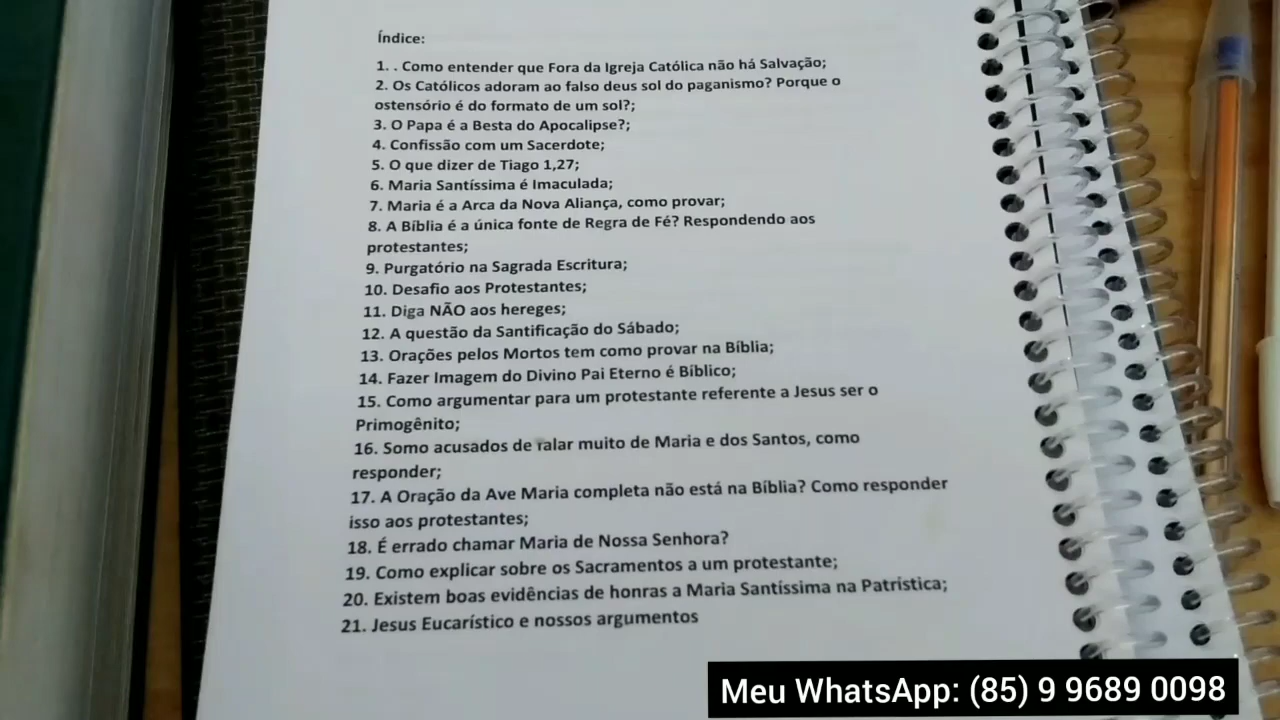 Índice:
1. . Como entender que Fora da Igreja Católica não há Salvação;
2. Os Católicos adoram ao falso deus sol do paganismo? Porque o
ostensório é do formato de um sol?;
3. O Papa é a Besta do Apocalipse?;
4. Confissão com um Sacerdote;
5. O que dizer de Tiago 1,27;
6. Maria Santíssima é Imaculada;
7. Maria é a Arca da Nova Aliança, como provar;
8. A Bíblia é a única fonte de Regra de Fé? Respondendo aos
protestantes;
9. Purgatório na Sagrada Escritura;
10. Desafio aos Protestantes;
11. Diga NÃO aos hereges;
12. A questão da Santificação do Sábado;
13. Orações pelos Mortos tem como provar na Bíblia;
14. Fazer Imagem do Divino Pai Eterno é Bíblico;
15. Como argumentar para um protestante referente a Jesus ser o
Primogênito;
16. Somo acusados de falar muito de Maria e dos Santos, como
responder;
17. A Oração da Ave Maria completa não está na Bíblia? Como responder
isso aos protestantes;
18. É errado chamar Maria de Nossa Senhora?
19. Como explicar sobre os Sacramentos a um protestante;
20. Existem boas evidências de honras a Maria Santíssima na Patrística;
21. Jesus Eucarístico e nossos argumentos
Meu WhatsApp: (85) 9 9689 0098